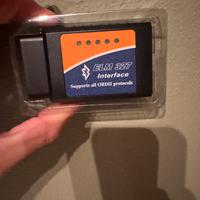 ELM 327
Interface
Supports all OBDII protocols